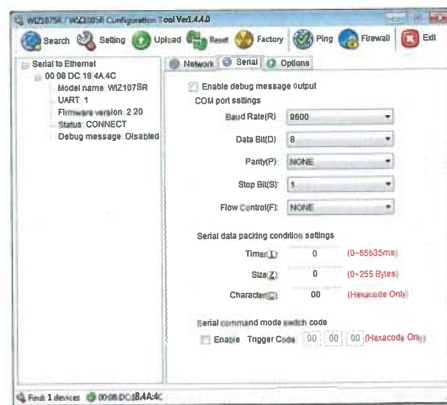 WIZ107SR / WIZ108SR Configuration Tool Ver1.4.4.0
Search Setting Upload Reset Factory Ping Firewall Exit
Serial to Ethernet
00:08:DC:18:4A:4C
Model name: WIZ107SR
UART: 1
Firmware version: 2.20
Status: CONNECT
Debug message: Disabled
Network Serial Options
Enable debug message output
COM port settings
Baud Rate(R) 9600
Data Bit(D) 8
Parity(P): NONE
Stop Bit(S): 1
Flow Control(F): NONE
Serial data packing condition settings
Timer(I): 0 (0~65535ms)
Size(Z): 0 (0~255 Bytes)
Character(C): 00 (Hexacode Only)
Serial command mode switch code
Enable Trigger Code: 00 00 00 (Hexacode Only)
Find: 1 devices 00:08:DC:18:4A:4C